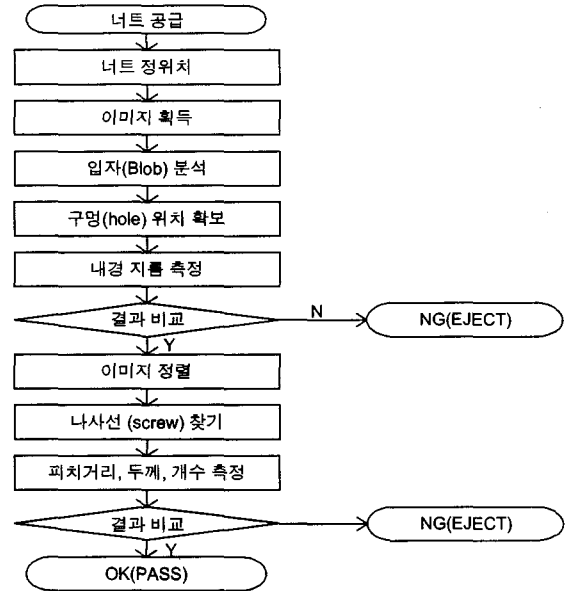 너트 공급
너트 정위치
이미지 획득
입자(Blob) 분석
구멍(hole) 위치 확보
내경 지름 측정
결과 비교
N
NG(EJECT)
Y
이미지 정렬
나사선 (screw) 찾기
피치거리, 두께, 개수 측정
결과 비교
NG(EJECT)
Y
OK(PASS)